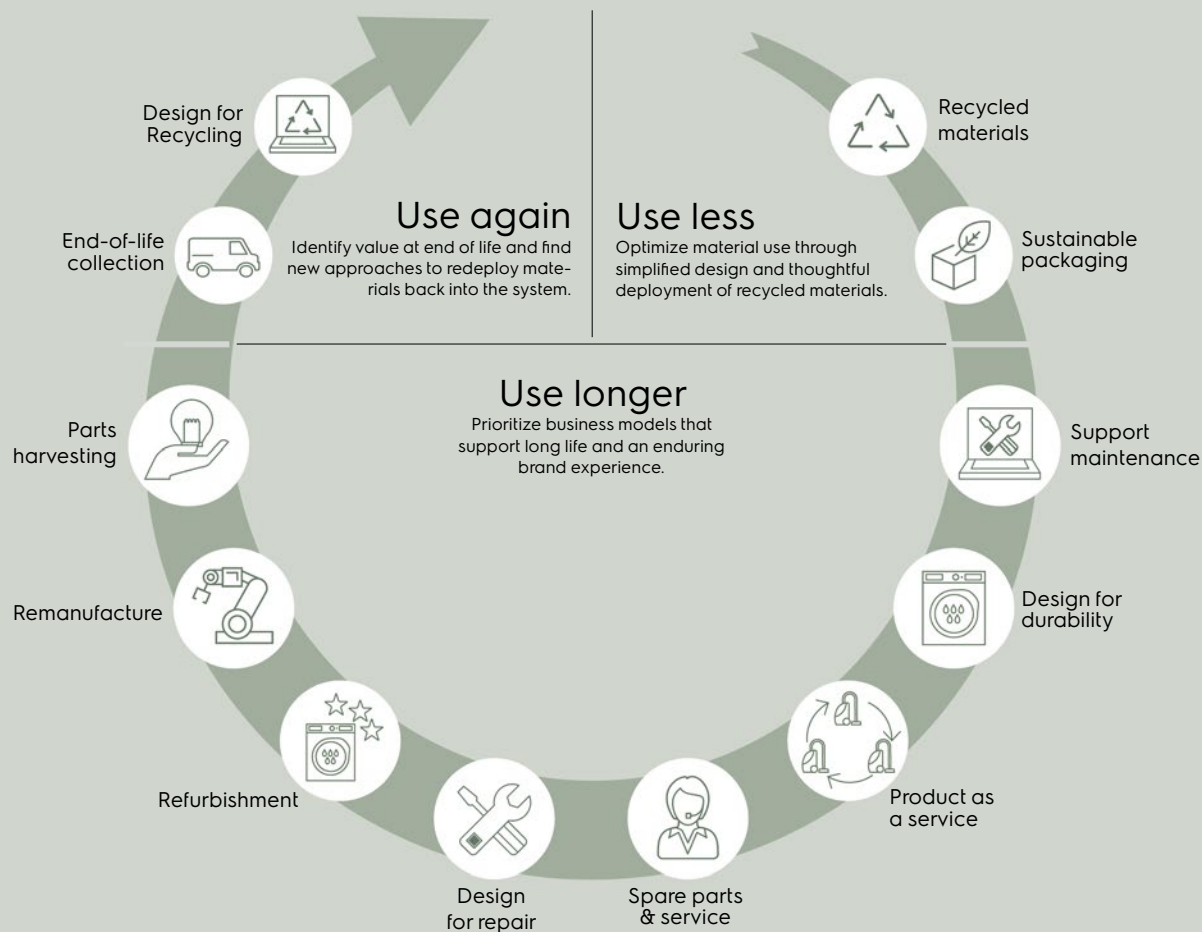 Design for
Recycling
Recycled
materials
Use again
Identify value at end of life and find
new approaches to redeploy mate-
rials back into the system.
Use less
Optimize material use through
simplified design and thoughtful
deployment of recycled materials.
End-of-life
collection
Sustainable
packaging
Use longer
Prioritize business models that
support long life and an enduring
brand experience.
Parts
harvesting
Support
maintenance
Remanufacture
Design for
durability
Refurbishment
Product as
a service
Design
for repair
Spare parts
& service